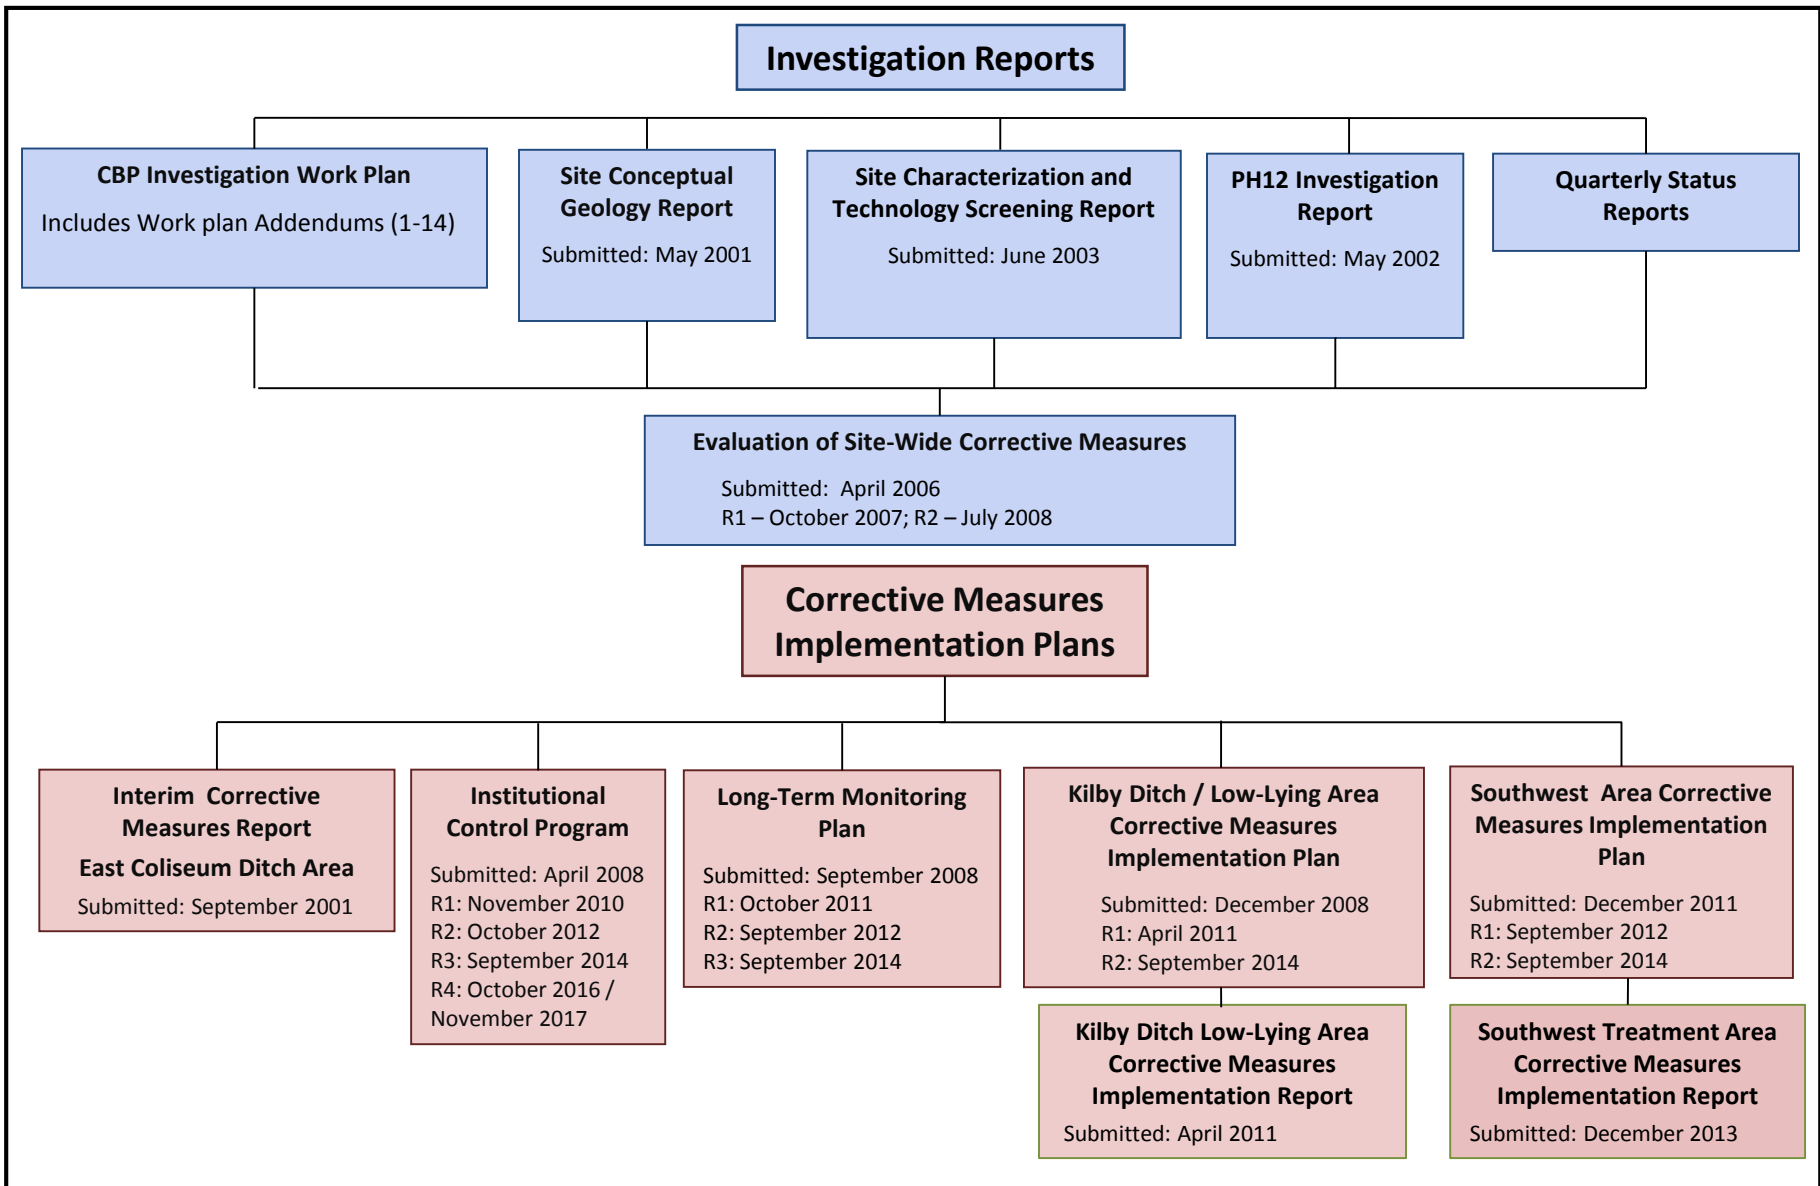 Investigation Reports
CBP Investigation Work Plan
Includes Work plan Addendums (1-14)
Site Conceptual
Geology Report
Submitted: May 2001
Site Characterization and
Technology Screening Report
Submitted: June 2003
PH12 Investigation
Report
Submitted: May 2002
Quarterly Status
Reports
Evaluation of Site-Wide Corrective Measures
Submitted: April 2006
R1 – October 2007; R2 – July 2008
Corrective Measures
Implementation Plans
Interim Corrective
Measures Report
East Coliseum Ditch Area
Submitted: September 2001
Institutional
Control Program
Submitted: April 2008
R1: November 2010
R2: October 2012
R3: September 2014
R4: October 2016 /
November 2017
Long-Term Monitoring
Plan
Submitted: September 2008
R1: October 2011
R2: September 2012
R3: September 2014
Kilby Ditch / Low-Lying Area
Corrective Measures
Implementation Plan
Submitted: December 2008
R1: April 2011
R2: September 2014
Southwest Area Corrective
Measures Implementation
Plan
Submitted: December 2011
R1: September 2012
R2: September 2014
Kilby Ditch Low-Lying Area
Corrective Measures
Implementation Report
Submitted: April 2011
Southwest Treatment Area
Corrective Measures
Implementation Report
Submitted: December 2013